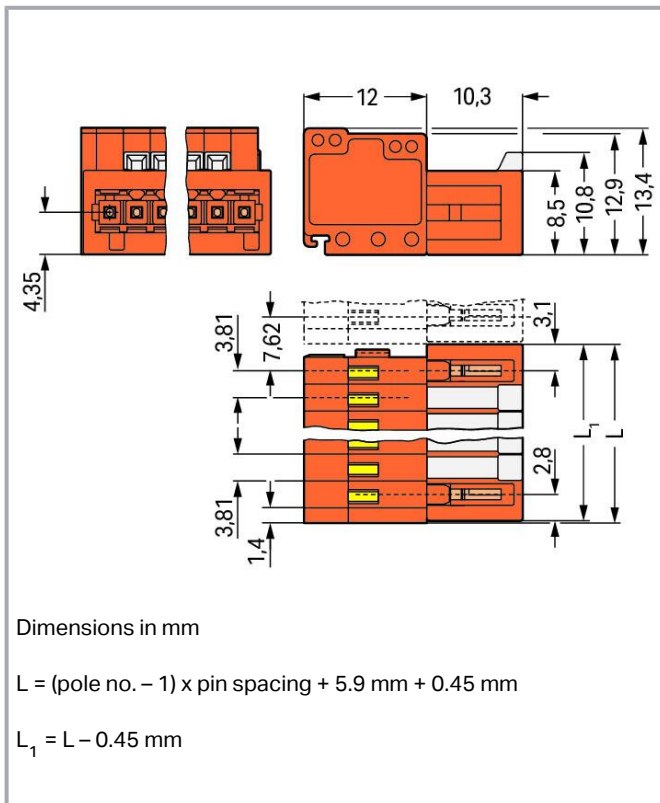 12
10,3
8,5
10,8
12,9
13,4
4,35
3,81
7,62
3,1
L₁
L
2,8
3,81
1,4
Dimensions in mm
L = (pole no. – 1) x pin spacing + 5.9 mm + 0.45 mm
L₁ = L – 0.45 mm